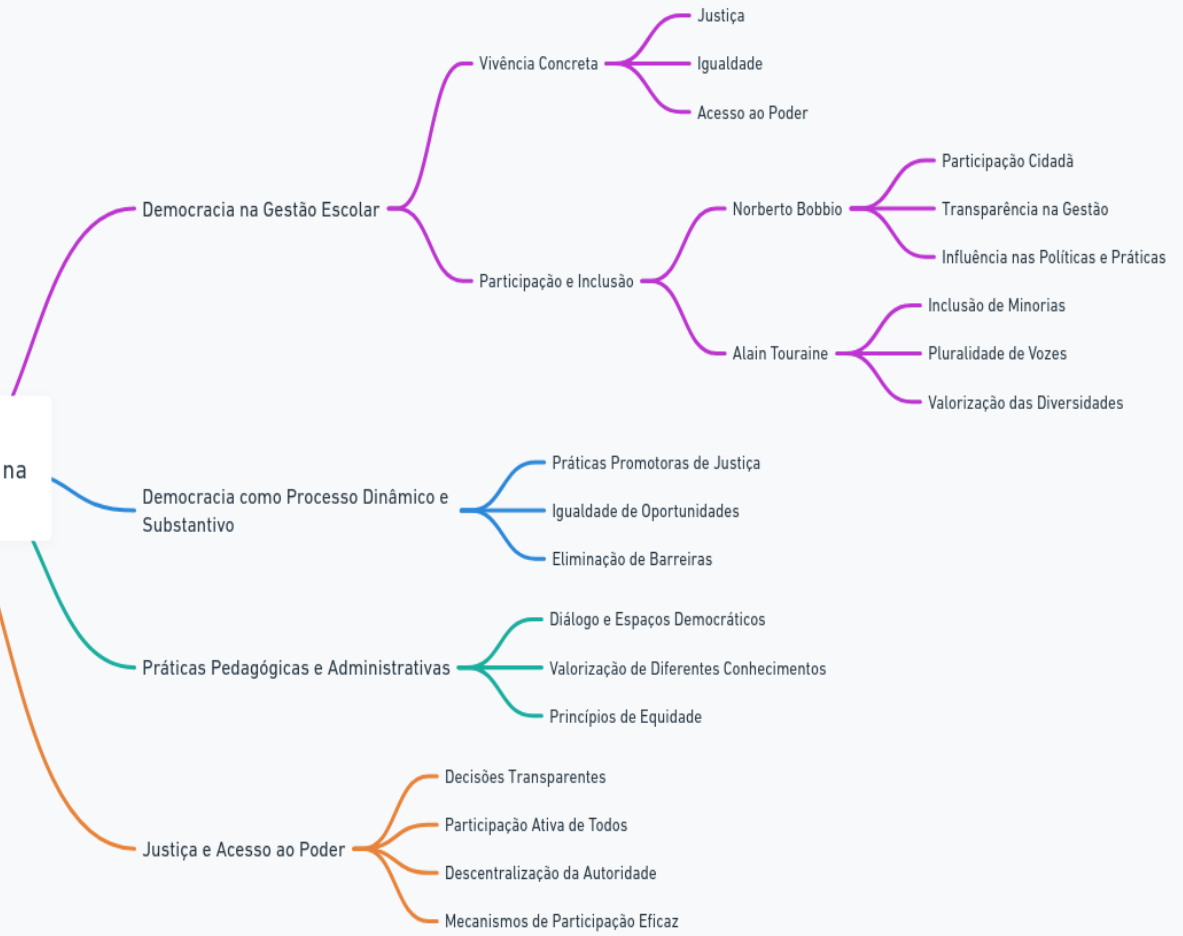 Justiça
Vivência Concreta
Igualdade
Acesso ao Poder
Participação Cidadã
Democracia na Gestão Escolar
Norberto Bobbio
Transparência na Gestão
Influência nas Políticas e Práticas
Participação e Inclusão
Inclusão de Minorias
Alain Touraine
Pluralidade de Vozes
Valorização das Diversidades
na
Práticas Promotoras de Justiça
Democracia como Processo Dinâmico e
Substantivo
Igualdade de Oportunidades
Eliminação de Barreiras
Diálogo e Espaços Democráticos
Práticas Pedagógicas e Administrativas
Valorização de Diferentes Conhecimentos
Princípios de Equidade
Decisões Transparentes
Participação Ativa de Todos
Justiça e Acesso ao Poder
Descentralização da Autoridade
Mecanismos de Participação Eficaz